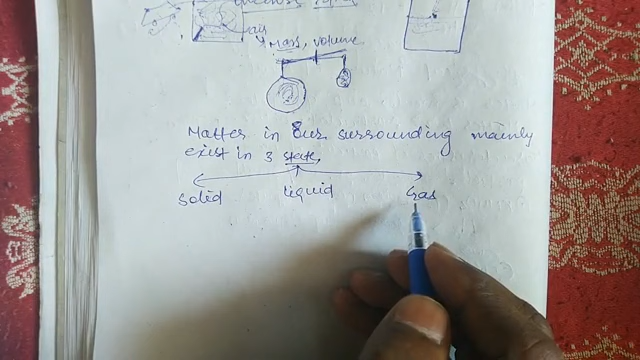 Mass, volume
Matter in our surrounding mainly
exist in 3 state,
Solid liquid Gas